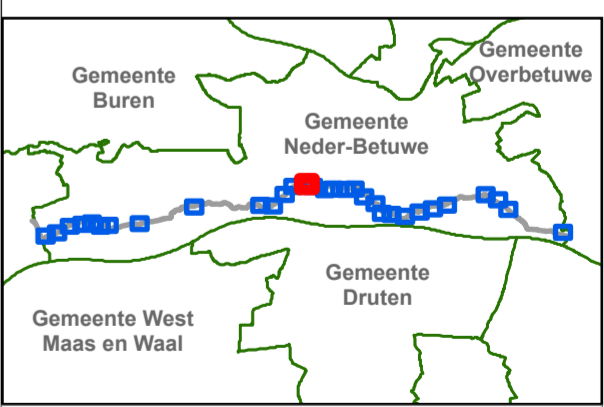 Gemeente
Buren
Gemeente
Overbetuwe
Gemeente
Neder-Betuwe
Gemeente
Druten
Gemeente West
Maas en Waal